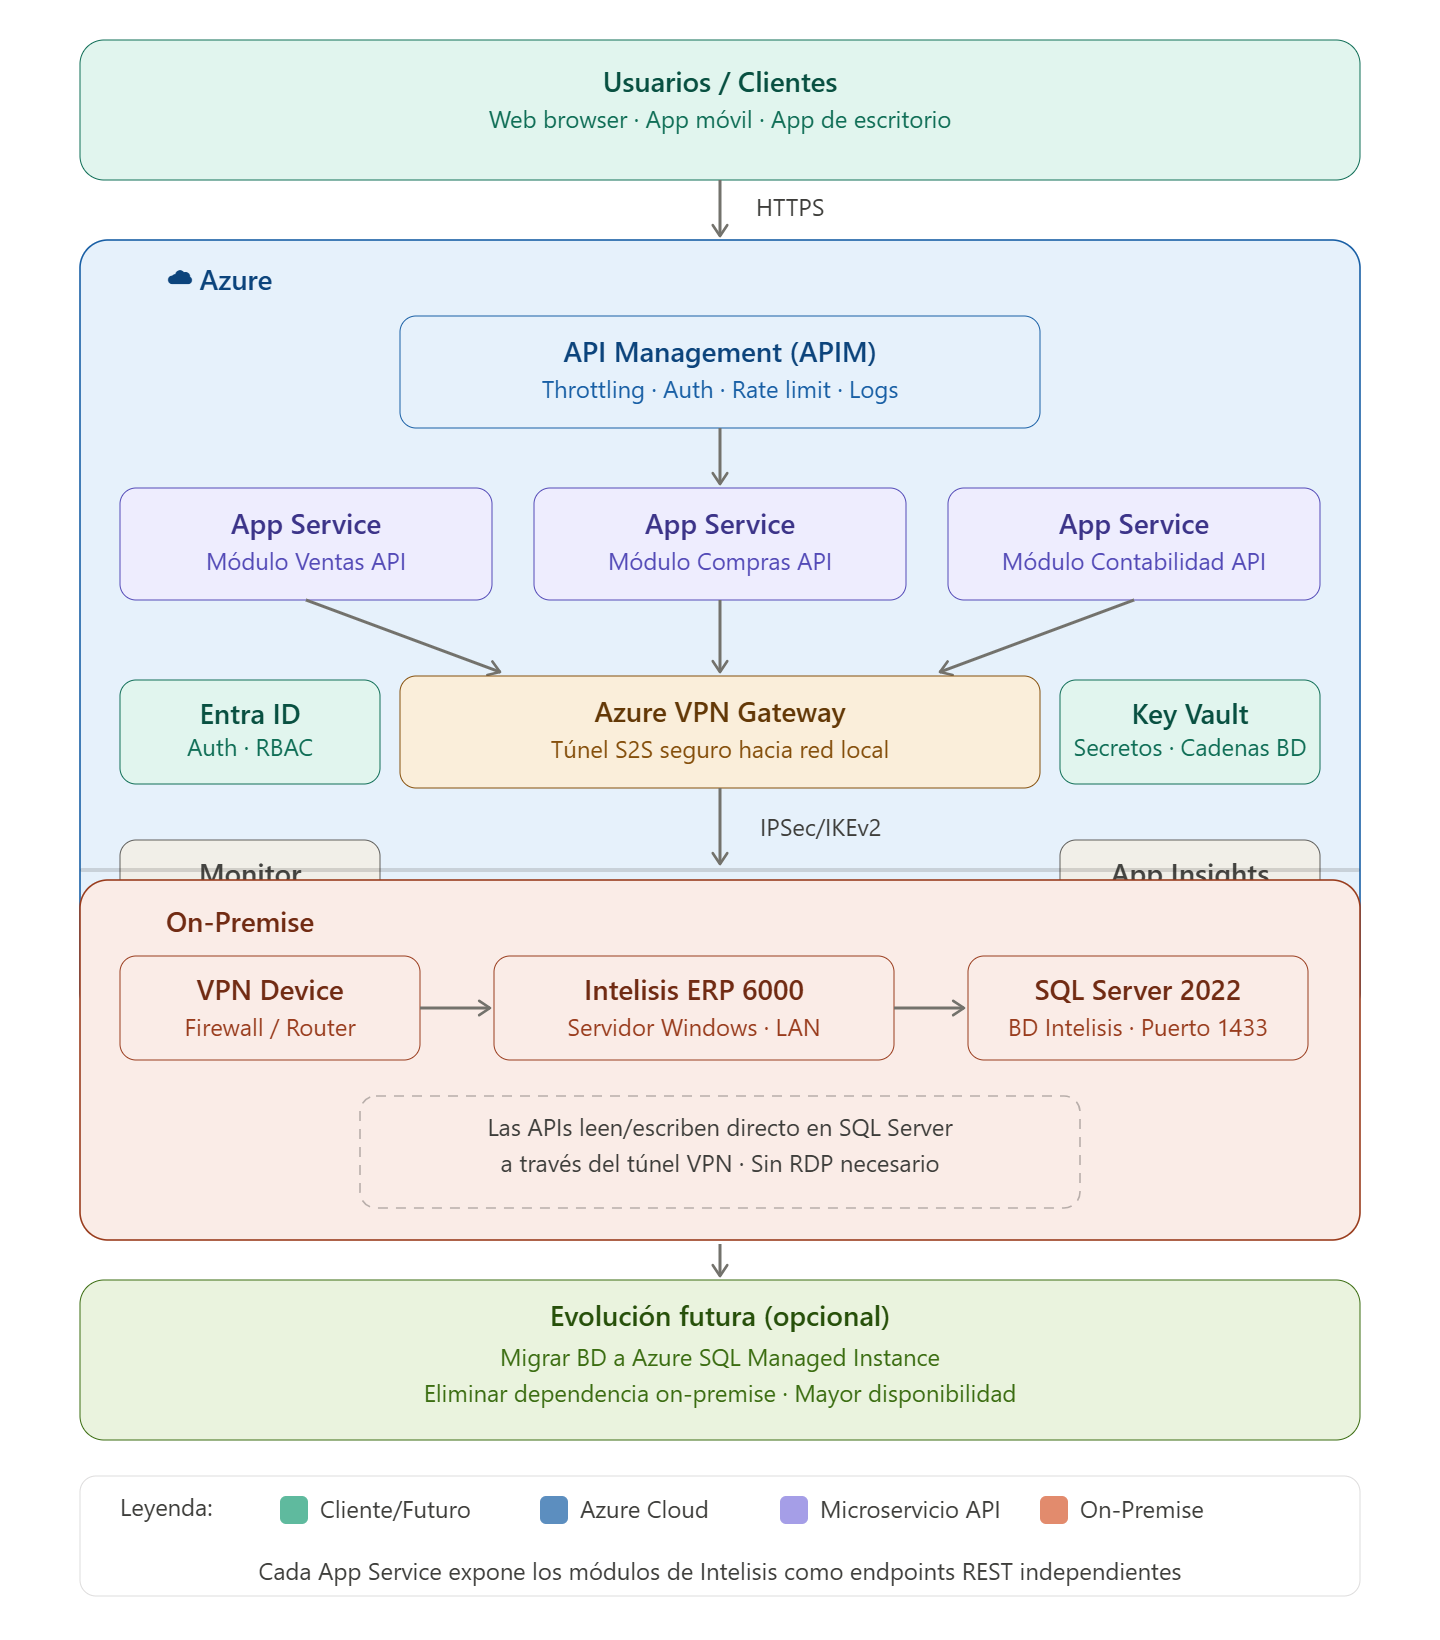 Usuarios / Clientes
Web browser · App móvil · App de escritorio
HTTPS
Azure
API Management (APIM)
Throttling · Auth · Rate limit · Logs
App Service
Módulo Ventas API
App Service
Módulo Compras API
App Service
Módulo Contabilidad API
Entra ID
Auth · RBAC
Azure VPN Gateway
Túnel S2S seguro hacia red local
Key Vault
Secretos · Cadenas BD
IPSec/IKEv2
Monitor
App Insights
On-Premise
VPN Device
Firewall / Router
Intelisis ERP 6000
Servidor Windows · LAN
SQL Server 2022
BD Intelisis · Puerto 1433
Las APIs leen/escriben directo en SQL Server
a través del túnel VPN · Sin RDP necesario
Evolución futura (opcional)
Migrar BD a Azure SQL Managed Instance
Eliminar dependencia on-premise · Mayor disponibilidad
Leyenda:
Cliente/Futuro
Azure Cloud
Microservicio API
On-Premise
Cada App Service expone los módulos de Intelisis como endpoints REST independientes